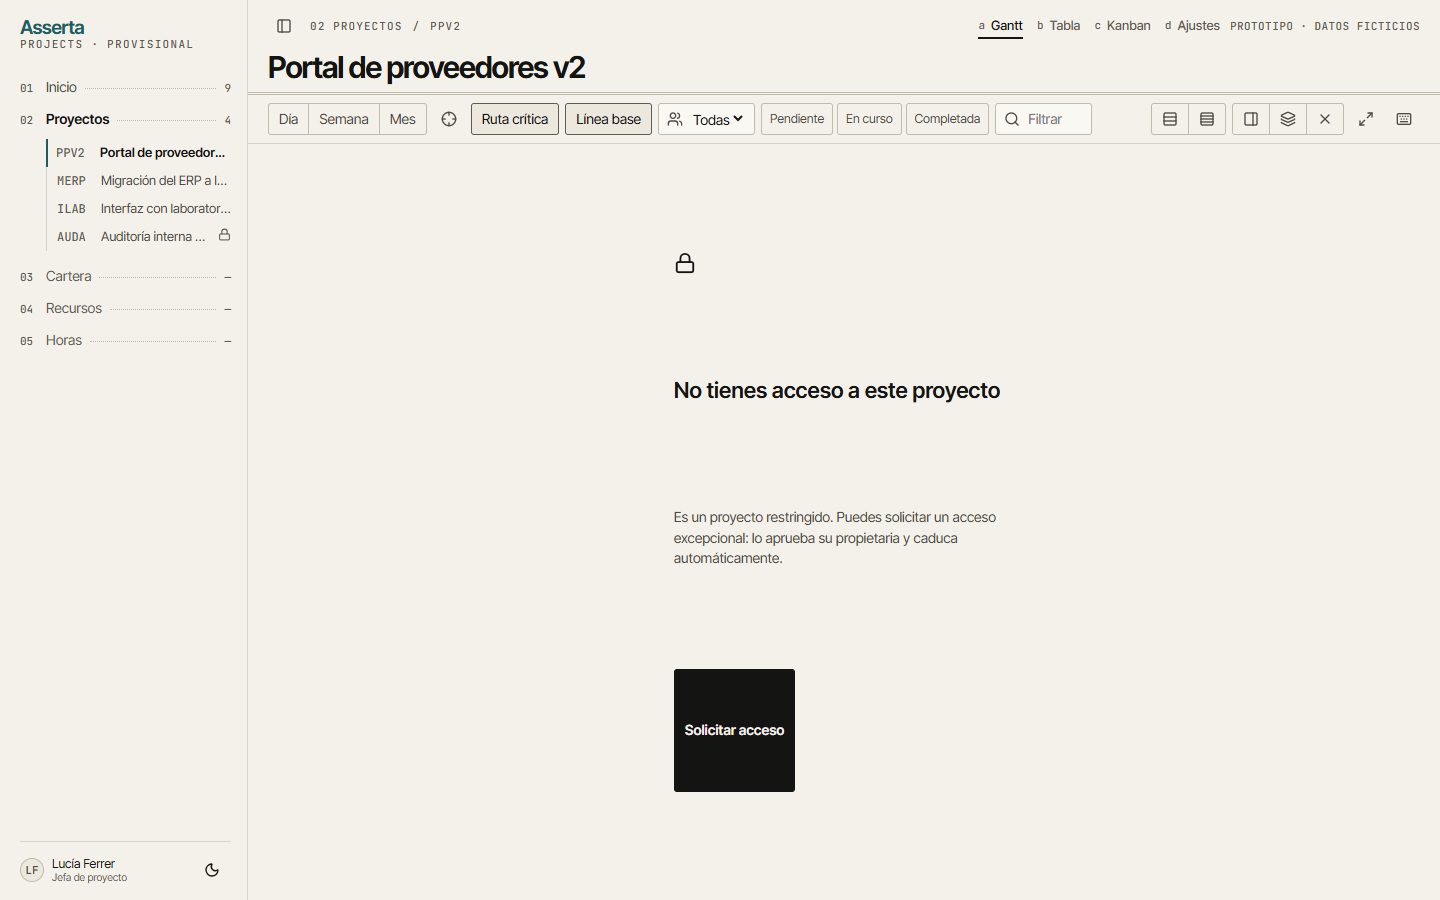 Asserta
PROJECTS · PROVISIONAL
01 Inicio 9
02 Proyectos 4
PPV2 Portal de proveedor...
MERP Migración del ERP a l...
ILAB Interfaz con laborator...
AUDA Auditoría interna ...
03 Cartera –
04 Recursos –
05 Horas –
LF Lucía Ferrer
Jefa de proyecto
02 PROYECTOS / PPV2
a Gantt b Tabla c Kanban d Ajustes PROTOTIPO · DATOS FICTICIOS
Portal de proveedores v2
Día Semana Mes Ruta crítica Línea base Todas Pendiente En curso Completada Filtrar
No tienes acceso a este proyecto
Es un proyecto restringido. Puedes solicitar un acceso
excepcional: lo aprueba su propietaria y caduca
automáticamente.
Solicitar acceso